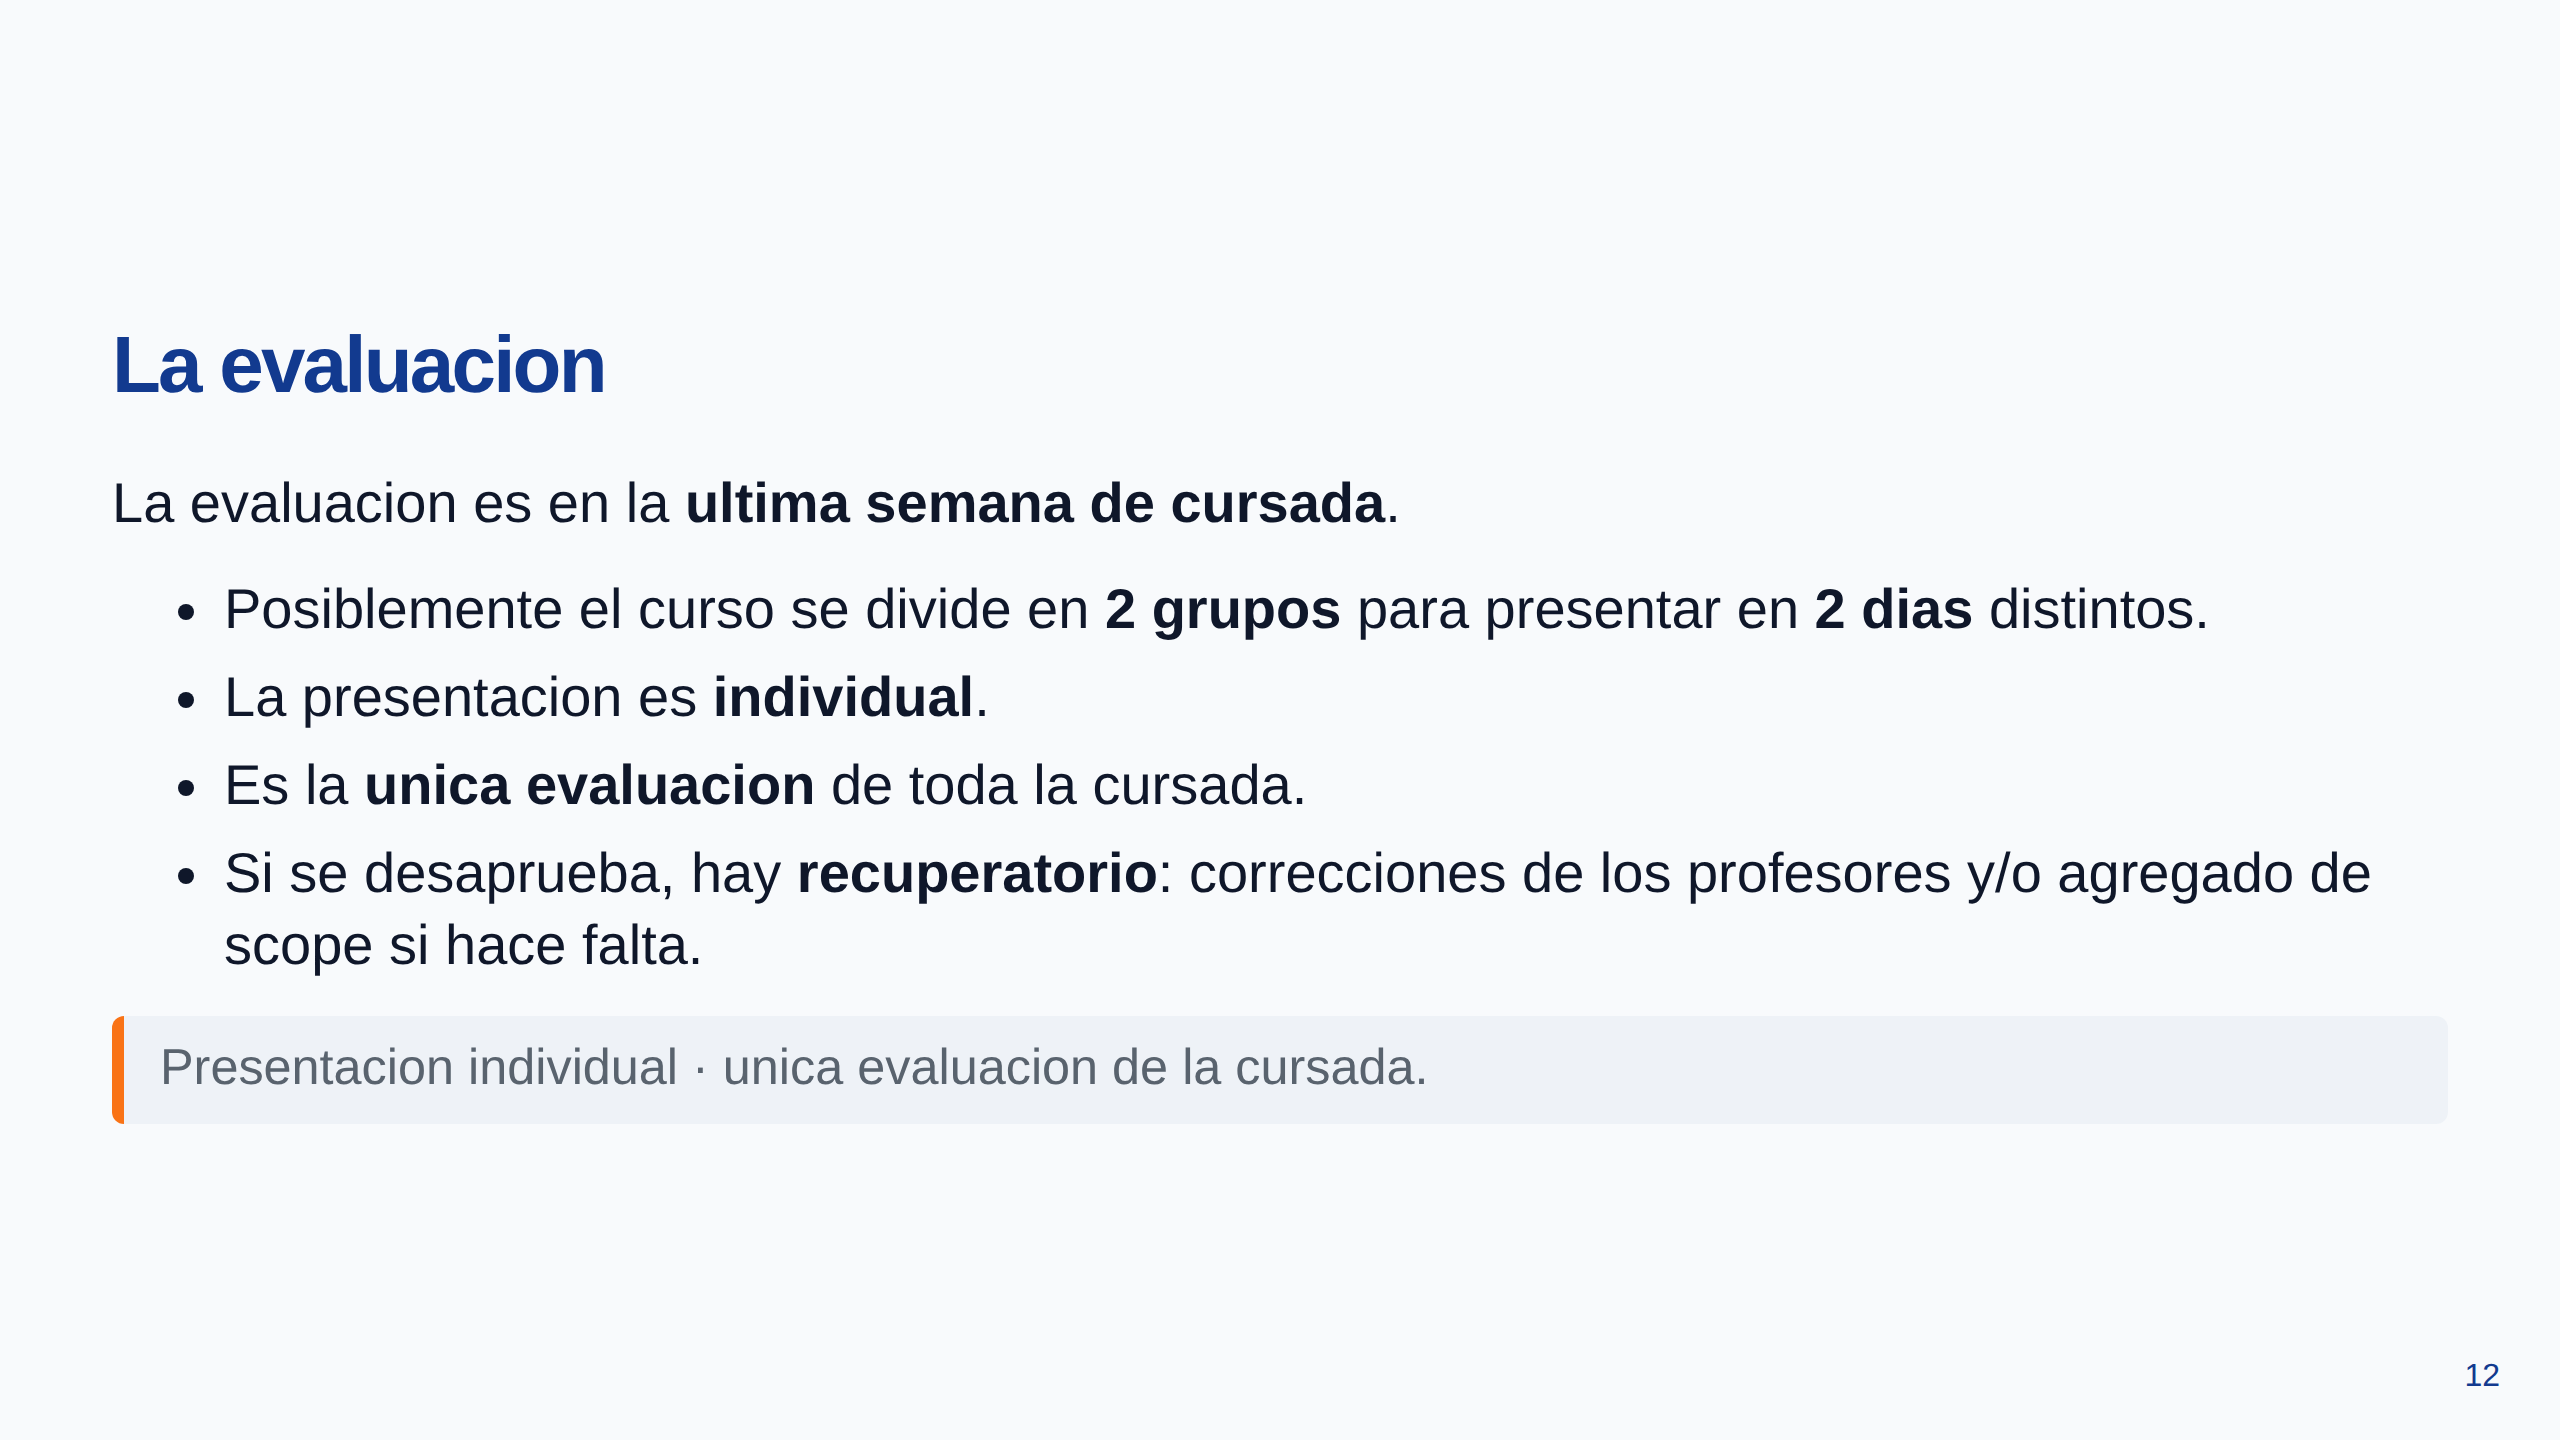 La evaluacion
La evaluacion es en la ultima semana de cursada.
• Posiblemente el curso se divide en 2 grupos para presentar en 2 dias distintos.
• La presentacion es individual.
• Es la unica evaluacion de toda la cursada.
• Si se desaprueba, hay recuperatorio: correcciones de los profesores y/o agregado de
scope si hace falta.
Presentacion individual · unica evaluacion de la cursada.
12